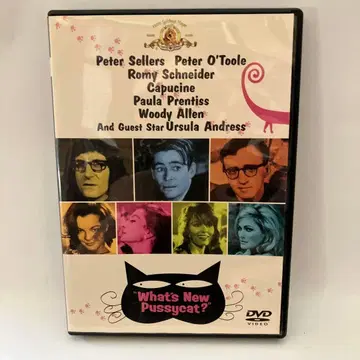 Peter Sellers Peter O'Toole
Romy Schneider
Capucine
Paula Prentiss
Woody Allen
And Guest Star Ursula Andress
"What's New
Pussycat?"
DVD
VIDEO